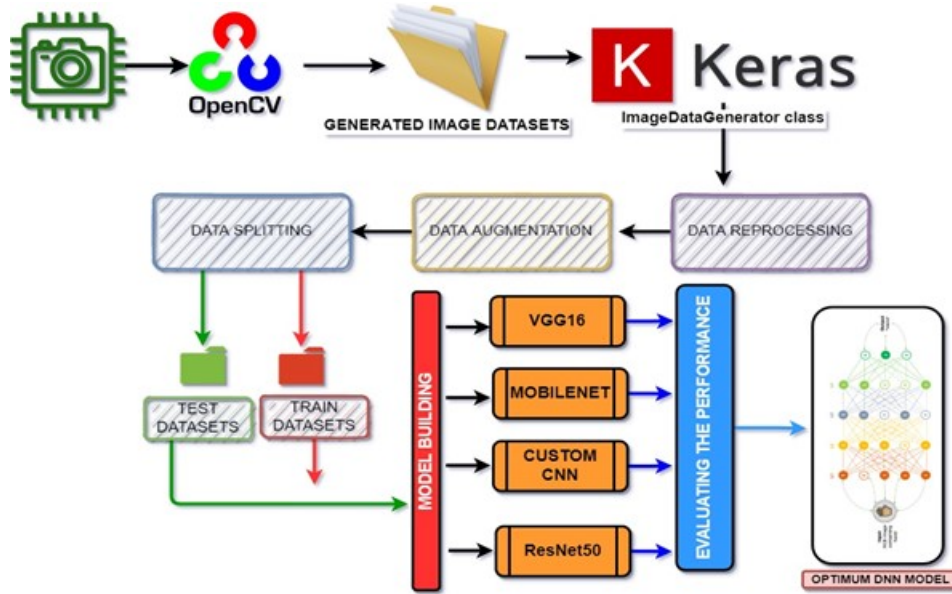 OpenCV
GENERATED IMAGE DATASETS
K Keras
ImageDataGenerator class
DATA SPLITTING
DATA AUGMENTATION
DATA REPROCESSING
TEST
DATASETS
TRAIN
DATASETS
MODEL BUILDING
VGG16
MOBILENET
CUSTOM
CNN
ResNet50
EVALUATING THE PERFORMANCE
OPTIMUM DNN MODEL